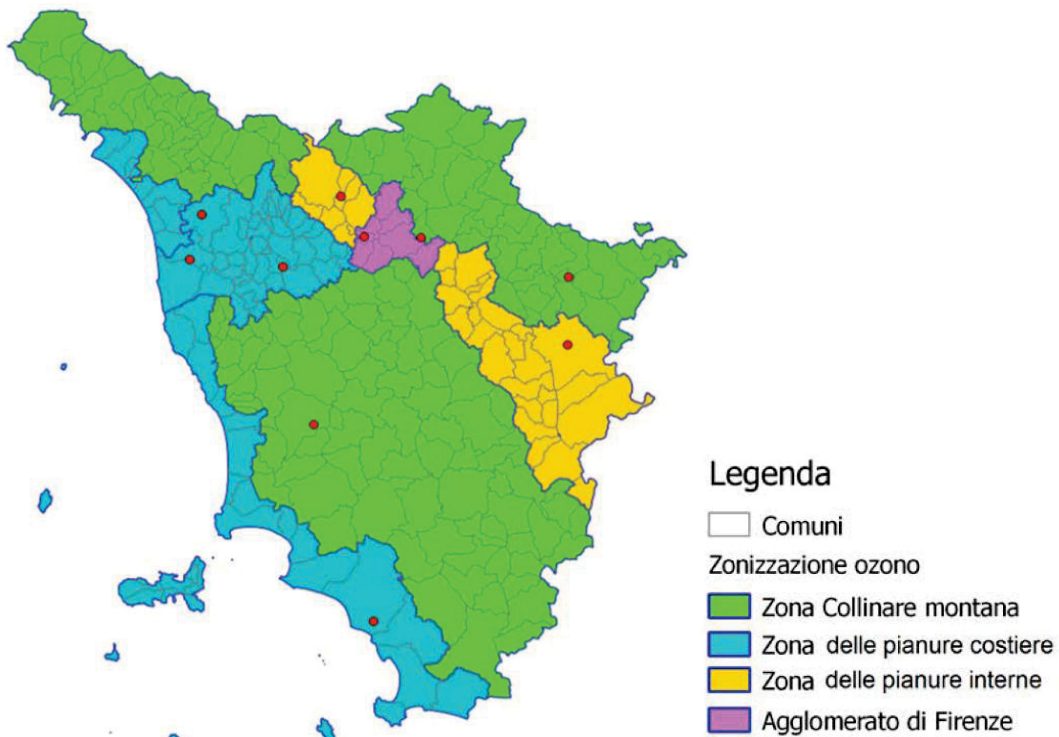 Legenda
Comuni
Zonizzazione ozono
Zona Collinare montana
Zona delle pianure costiere
Zona delle pianure interne
Agglomerato di Firenze